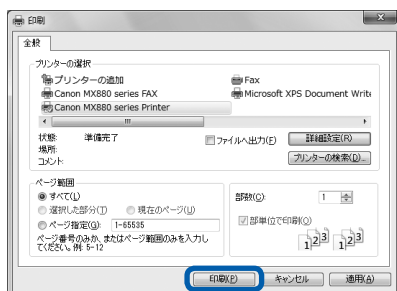 印刷
全般
プリンターの選択
プリンターの追加
Fax
Canon MX880 series FAX
Microsoft XPS Document Write
Canon MX880 series Printer
状態: 準備完了
ファイルへ出力(F)
詳細設定(R)
場所:
コメント:
プリンターの検索(D)...
ページ範囲
すべて(L)
部数(C): 1
選択した部分(T)
現在のページ(U)
部単位で印刷(O)
ページ指定(G): 1-65535
ページ番号のみか、またはページ範囲のみを入力し
てください。例: 5-12
1 2 3 1 2 3
印刷(P)
キャンセル
適用(A)